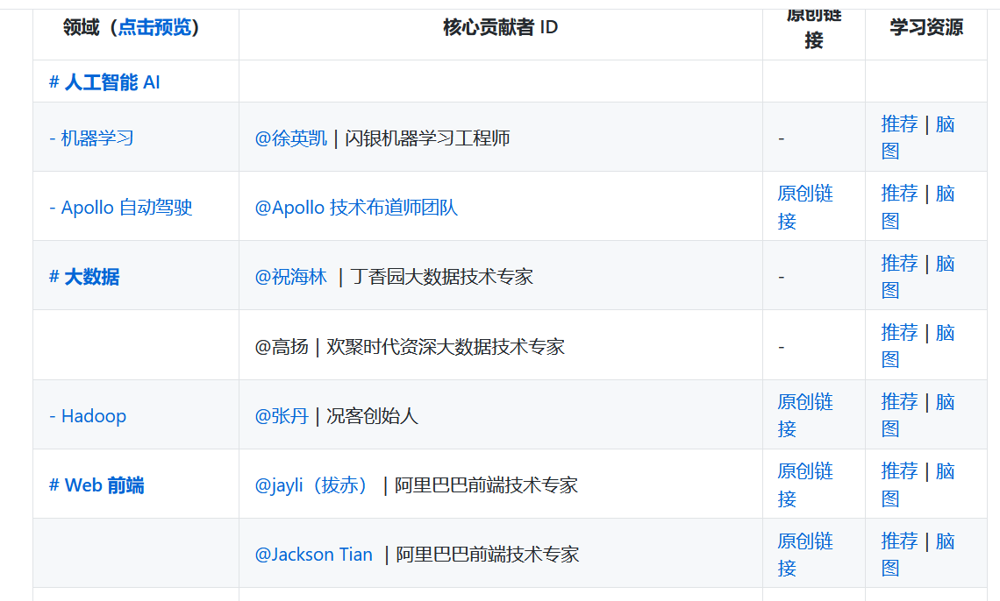 领域（点击预览） 核心贡献者 ID 原创链接 学习资源
# 人工智能 AI
- 机器学习 @徐英凯 | 闪银机器学习工程师 - 推荐 | 脑图
- Apollo 自动驾驶 @Apollo 技术布道师团队 原创链接 推荐 | 脑图
# 大数据 @祝海林 | 丁香园大数据技术专家 - 推荐 | 脑图
@高扬 | 欢聚时代资深大数据技术专家 - 推荐 | 脑图
- Hadoop @张丹 | 况客创始人 原创链接 推荐 | 脑图
# Web 前端 @jayli（拔赤） | 阿里巴巴前端技术专家 原创链接 推荐 | 脑图
@Jackson Tian | 阿里巴巴前端技术专家 原创链接 推荐 | 脑图